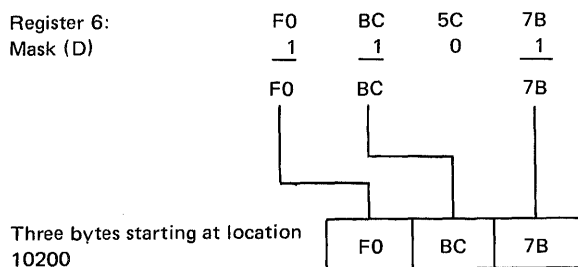 Register 6: F0 BC 5C 7B
Mask (D) 1 1 0 1
F0 BC 7B
Three bytes starting at location
10200 F0 BC 7B